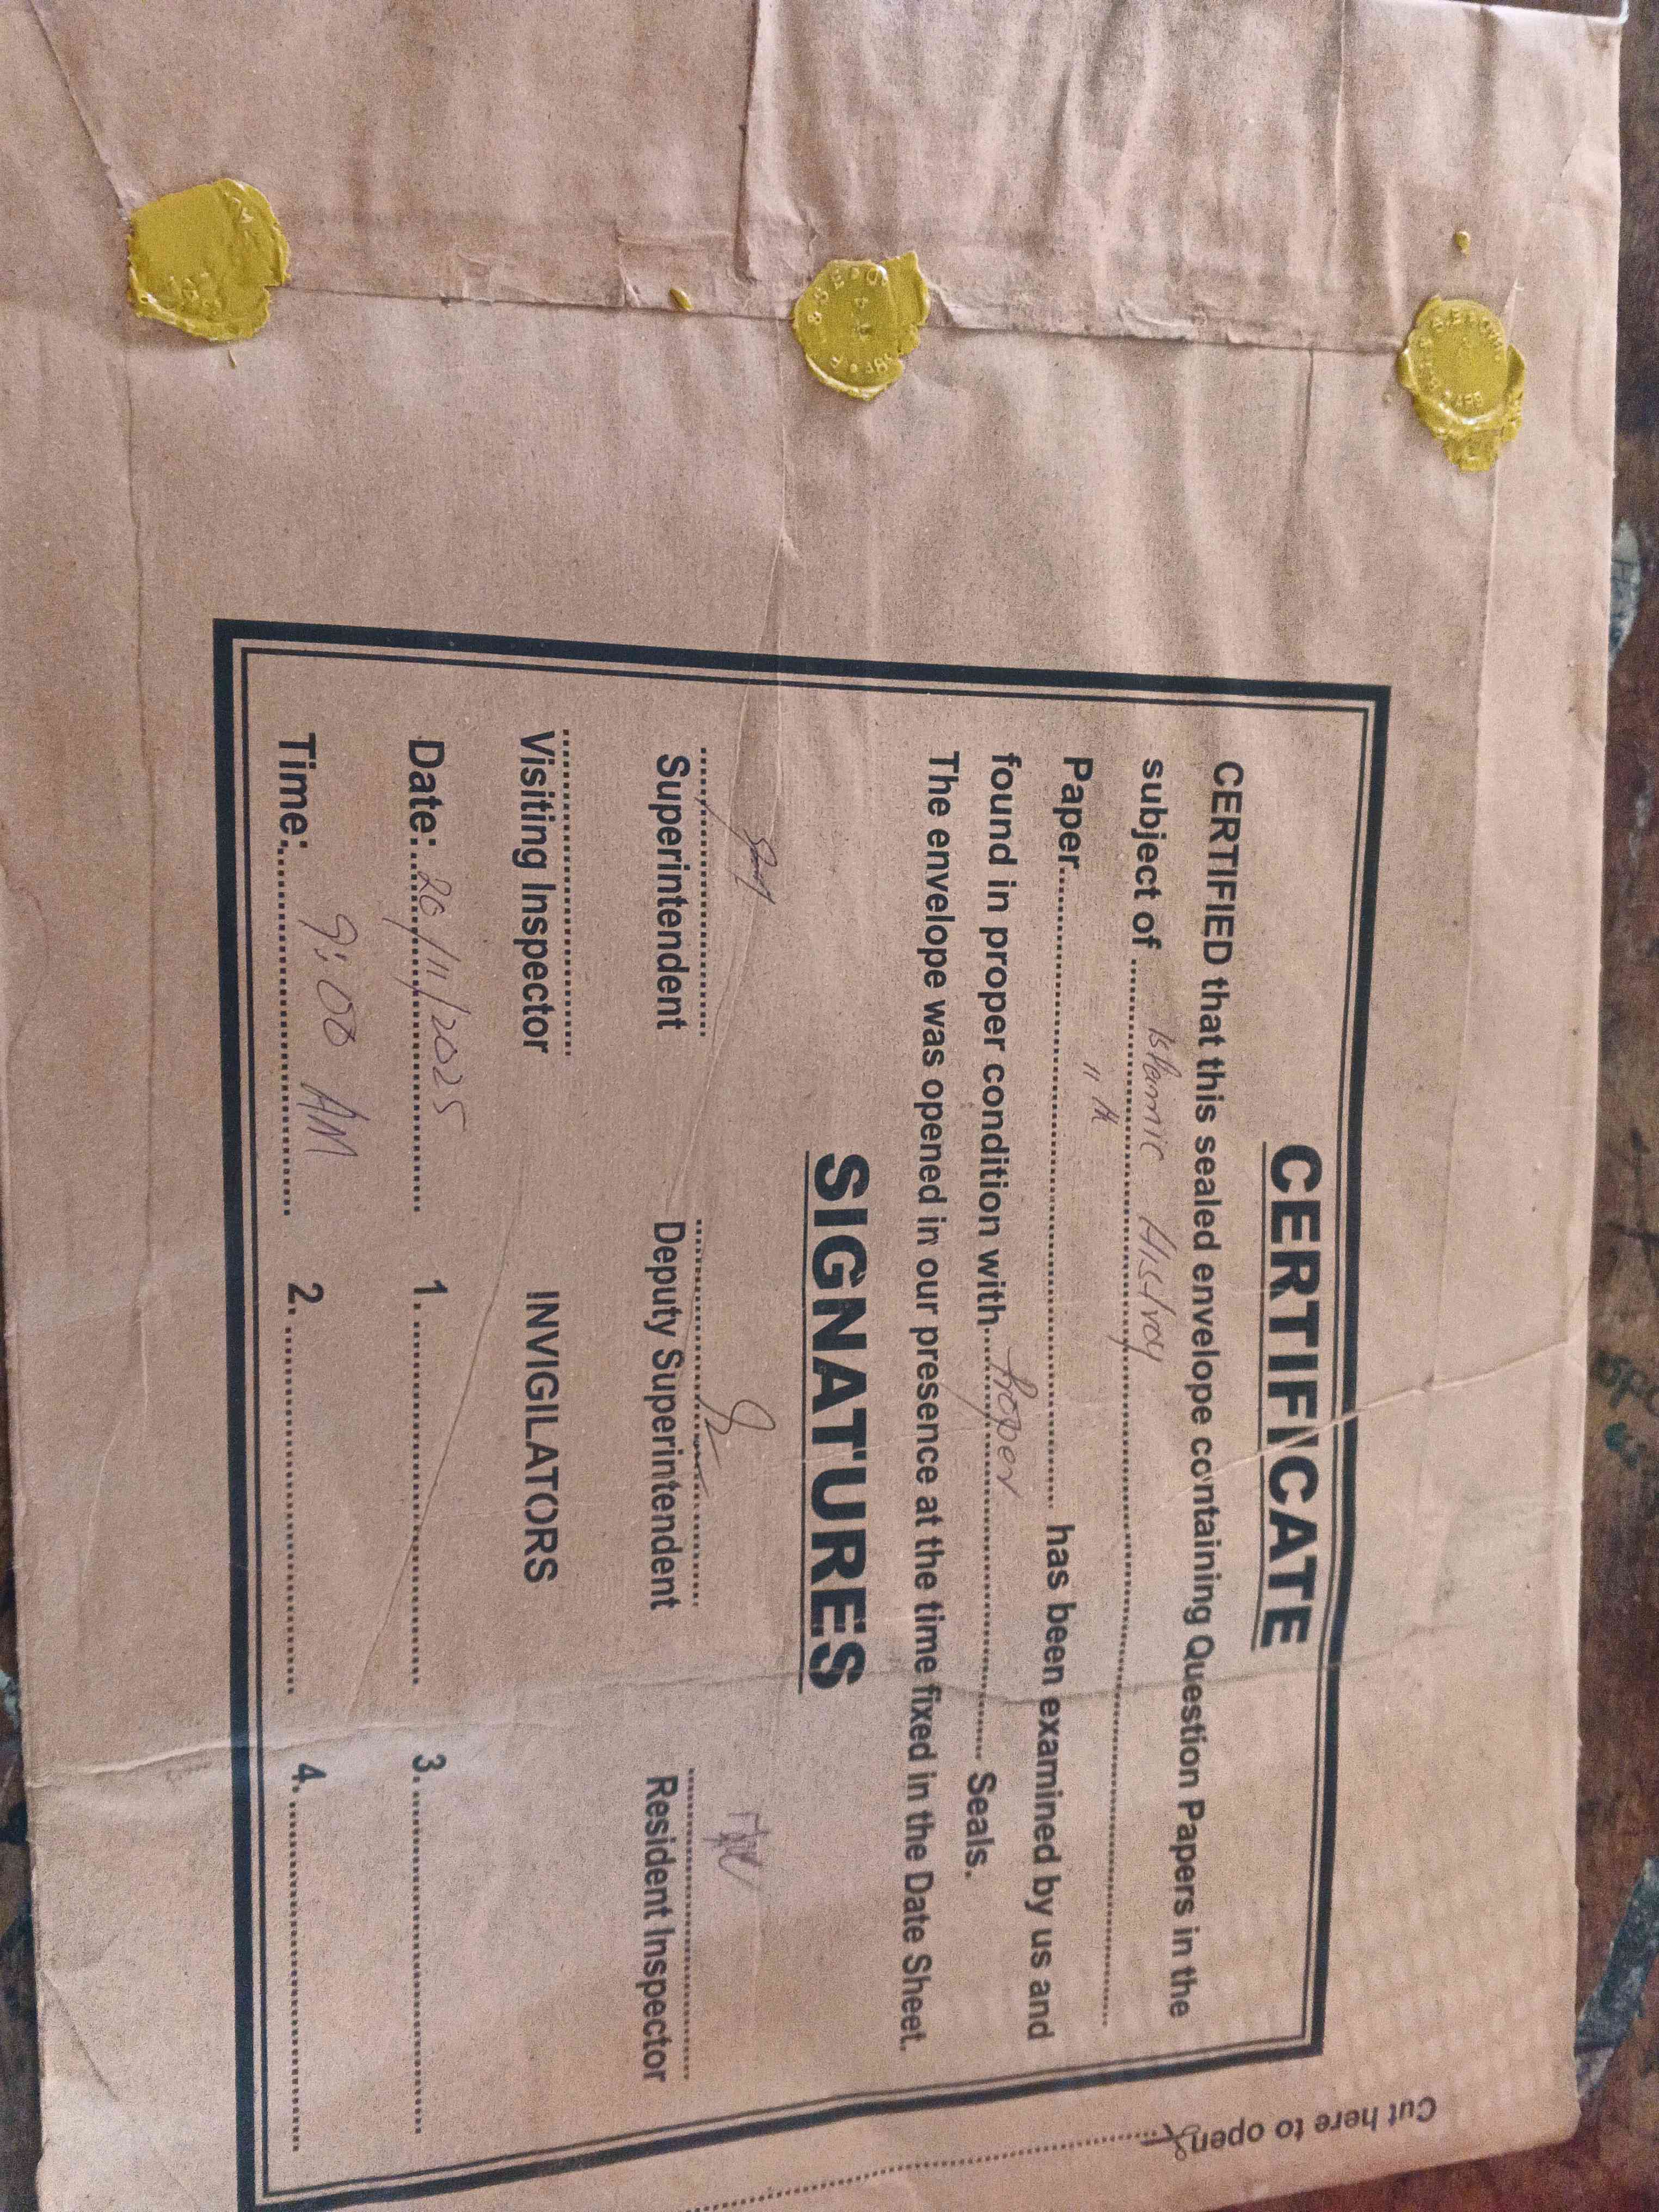 CERTIFICATE
CERTIFIED that this sealed envelope containing Question Papers in the
subject of ........ Islamic History ........
Paper........ 11 th ........ has been examined by us and
found in proper condition with........ Proper ........ Seals.
The envelope was opened in our presence at the time fixed in the Date Sheet.
SIGNATURES
Superintendent Deputy Superintendent Resident Inspector
Visiting Inspector INVIGILATORS
Date:........ 20/11/2025 1. ........ 3. ........
Time:........ 9:00 AM 2. ........ 4. ........
Cut here to open